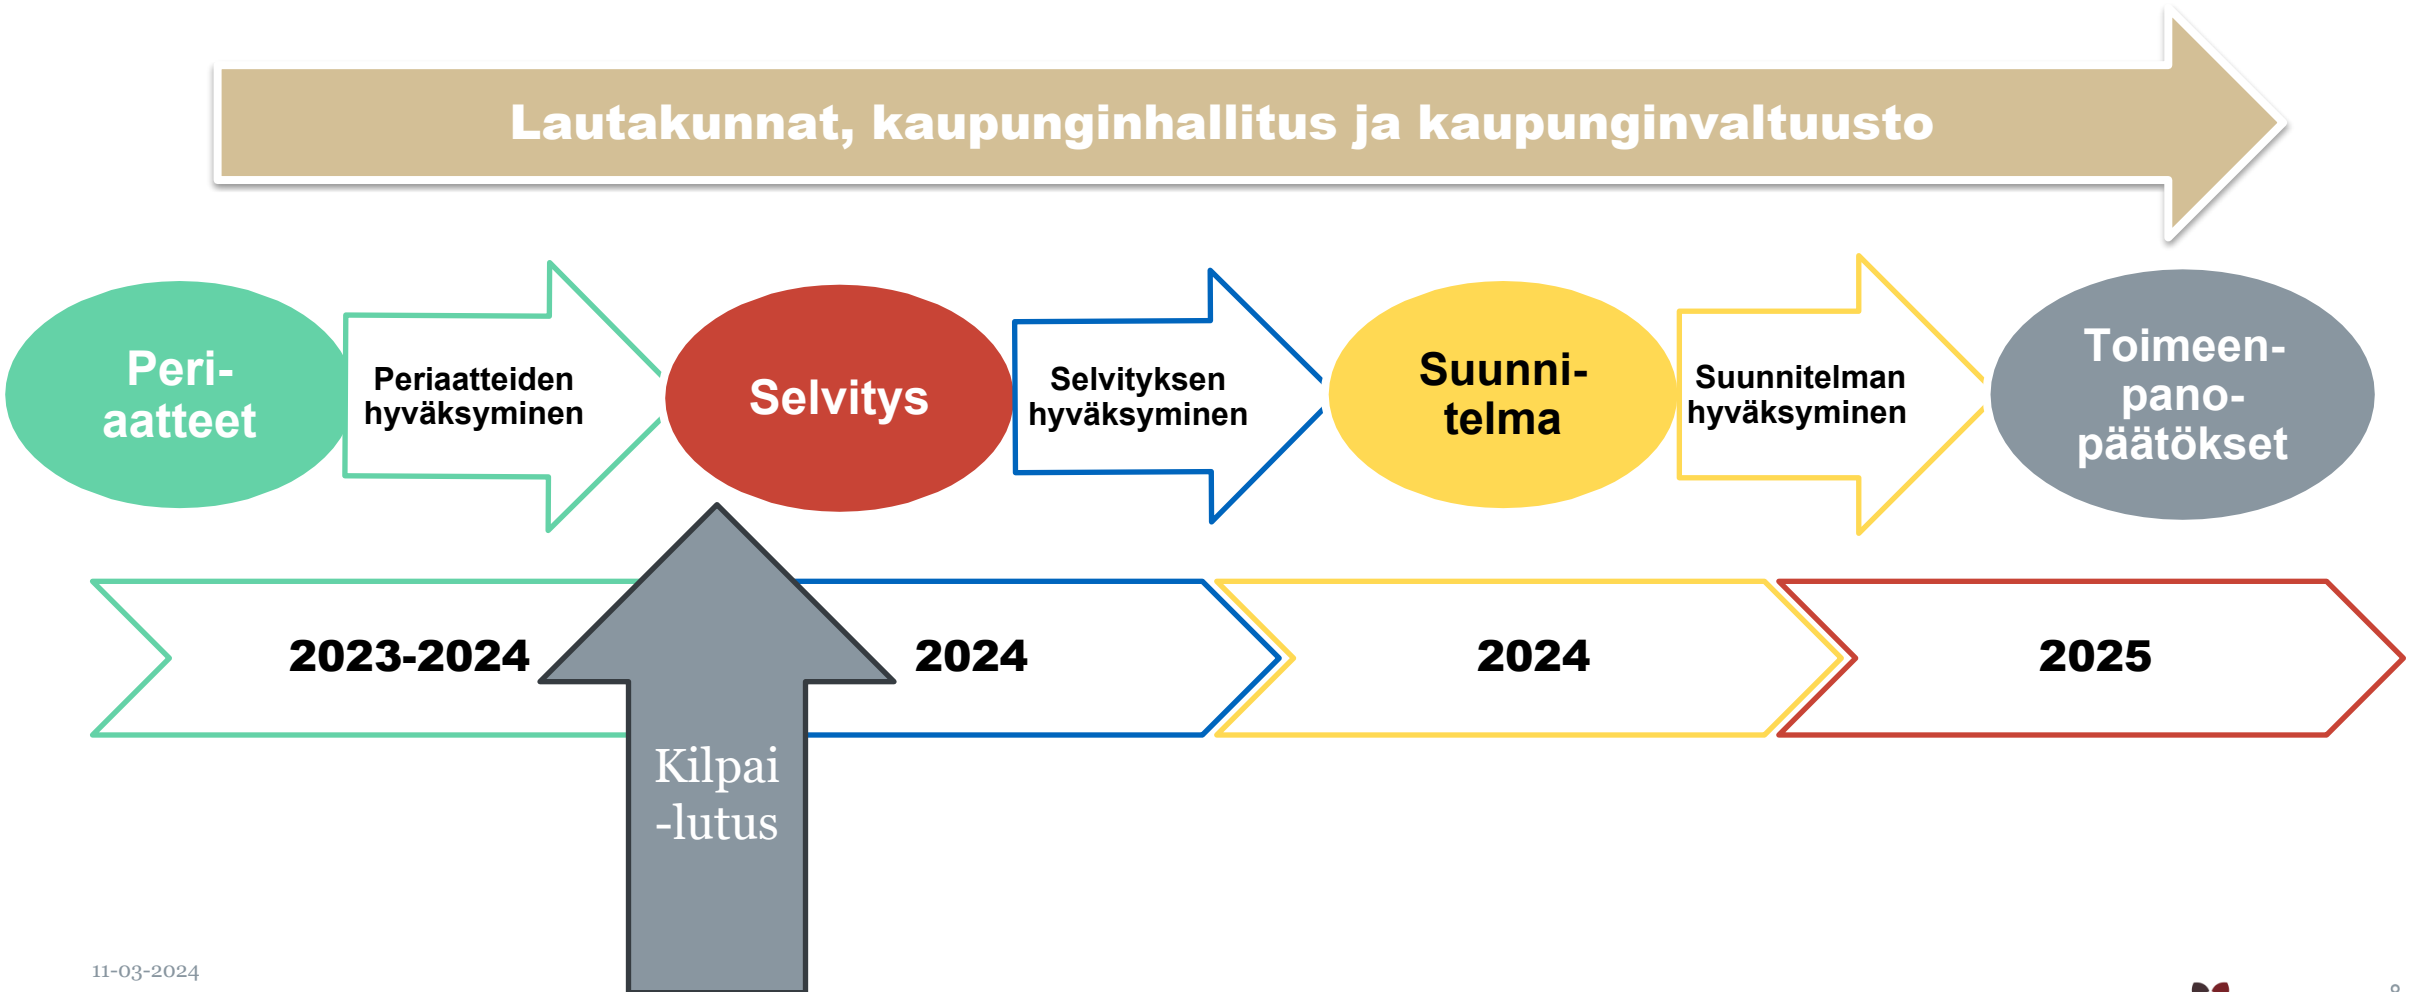 Lautakunnat, kaupunginhallitus ja kaupunginvaltuusto
Peri-
aatteet
Periaatteiden
hyväksyminen
Selvitys
Selvityksen
hyväksyminen
Suunni-
telma
Suunnitelman
hyväksyminen
Toimeen-
pano-
päätökset
2023-2024
2024
2024
2025
Kilpai
-lutus
11-03-2024